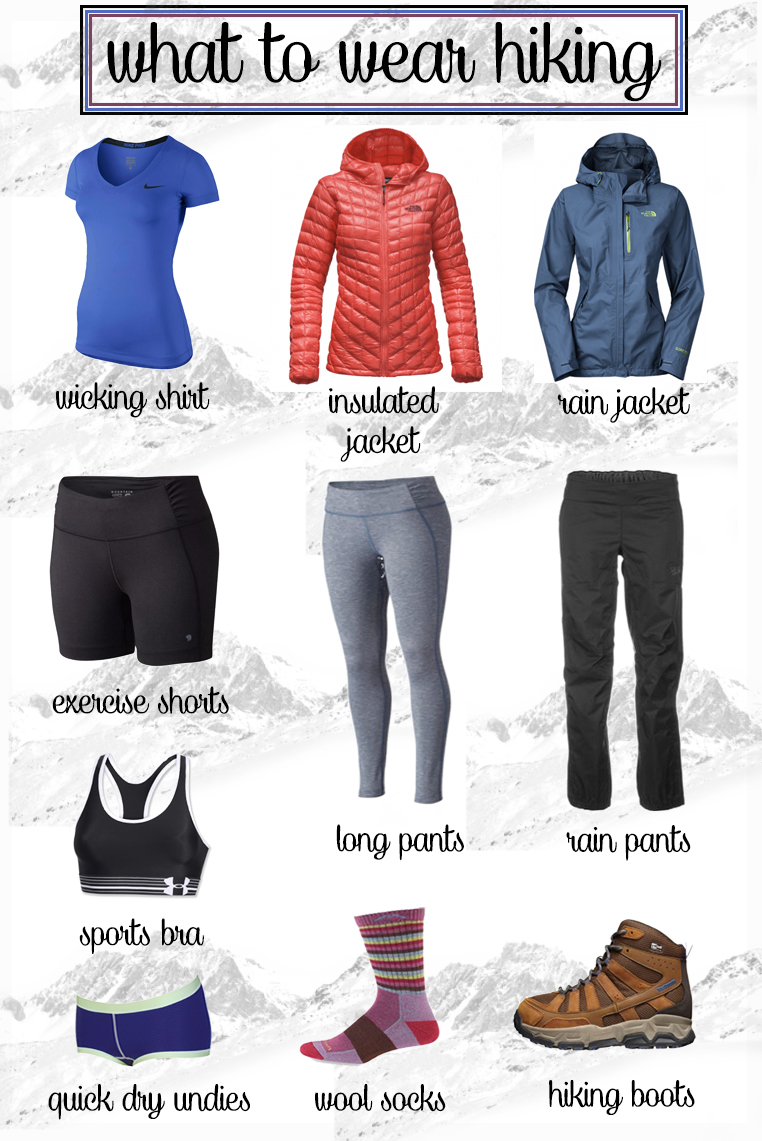 what to wear hiking
wicking shirt
insulated
jacket
rain jacket
exercise shorts
long pants
rain pants
sports bra
quick dry undies
wool socks
hiking boots